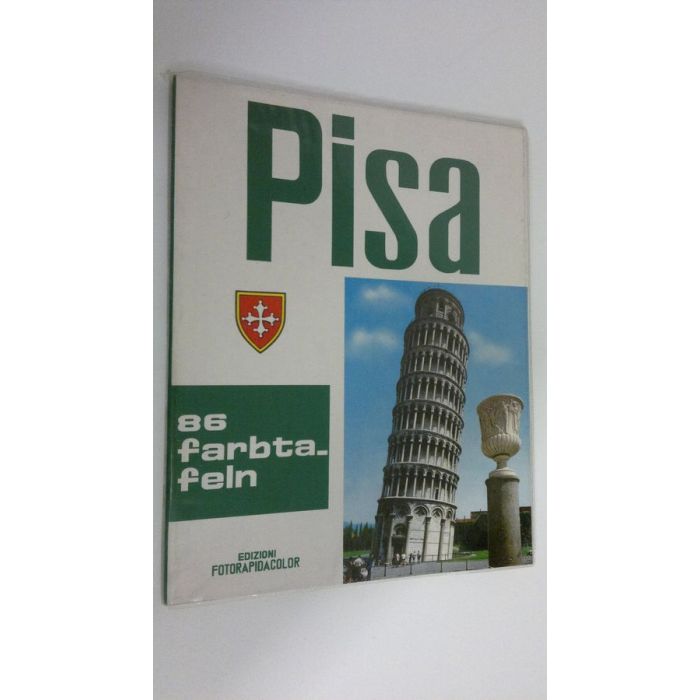 Pisa
86
farbta-
feln
EDIZIONI
FOTORAPIDACOLOR